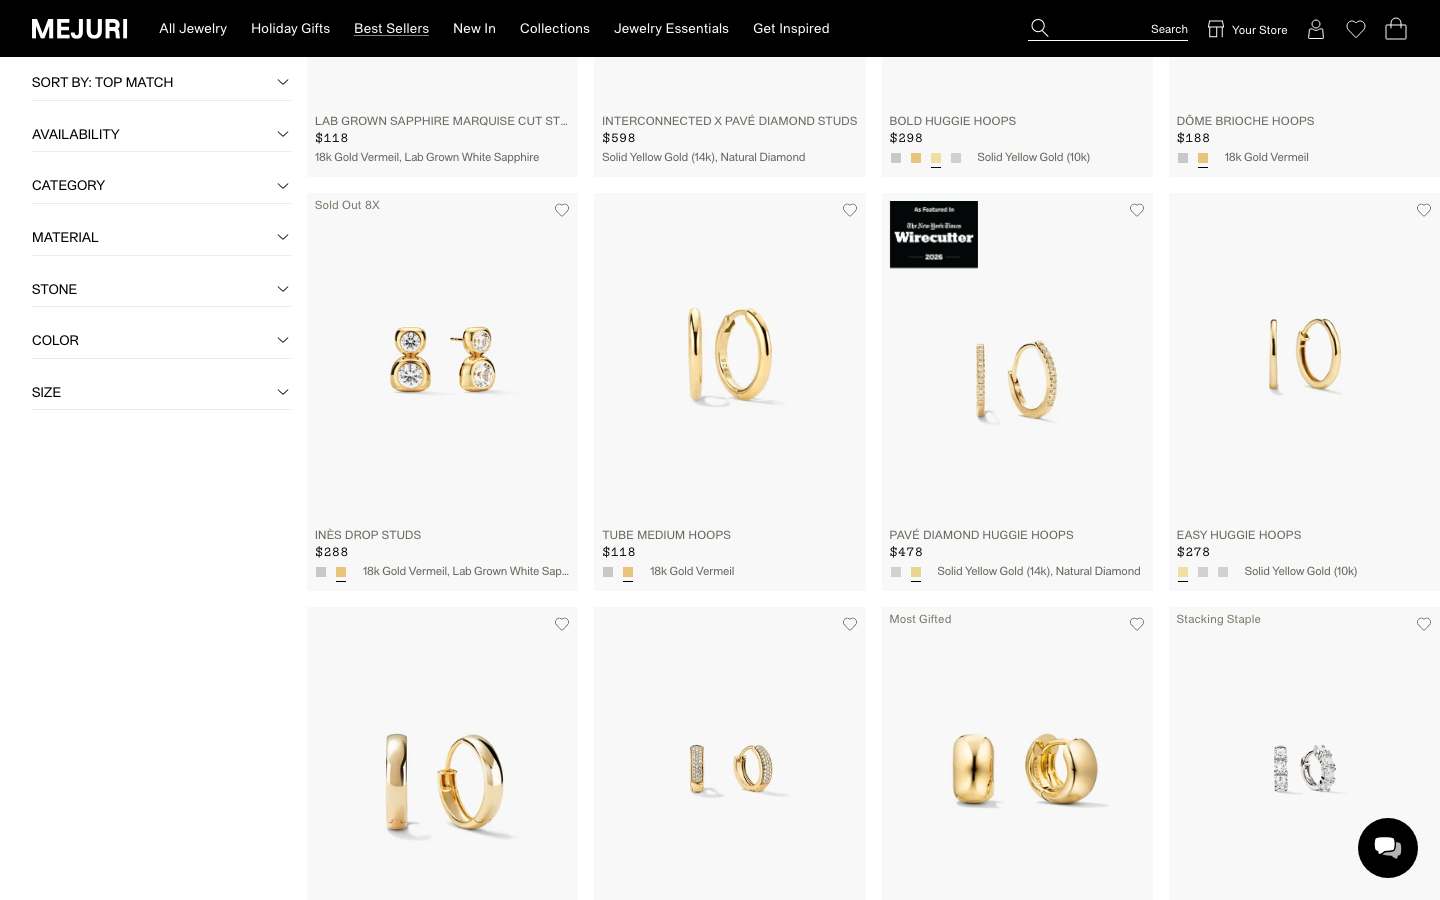 MEJURI
All Jewelry
Holiday Gifts
Best Sellers
New In
Collections
Jewelry Essentials
Get Inspired
Search
Your Store
SORT BY: TOP MATCH
AVAILABILITY
CATEGORY
MATERIAL
STONE
COLOR
SIZE
LAB GROWN SAPPHIRE MARQUISE CUT ST...
$118
18k Gold Vermeil, Lab Grown White Sapphire
INTERCONNECTED X PAVÉ DIAMOND STUDS
$598
Solid Yellow Gold (14k), Natural Diamond
BOLD HUGGIE HOOPS
$298
Solid Yellow Gold (10k)
DÔME BRIOCHE HOOPS
$188
18k Gold Vermeil
Sold Out 8X
INÈS DROP STUDS
$288
18k Gold Vermeil, Lab Grown White Sap...
TUBE MEDIUM HOOPS
$118
18k Gold Vermeil
As Featured In
The New York Times
Wirecutter
2026
PAVÉ DIAMOND HUGGIE HOOPS
$478
Solid Yellow Gold (14k), Natural Diamond
EASY HUGGIE HOOPS
$278
Solid Yellow Gold (10k)
Most Gifted
Stacking Staple